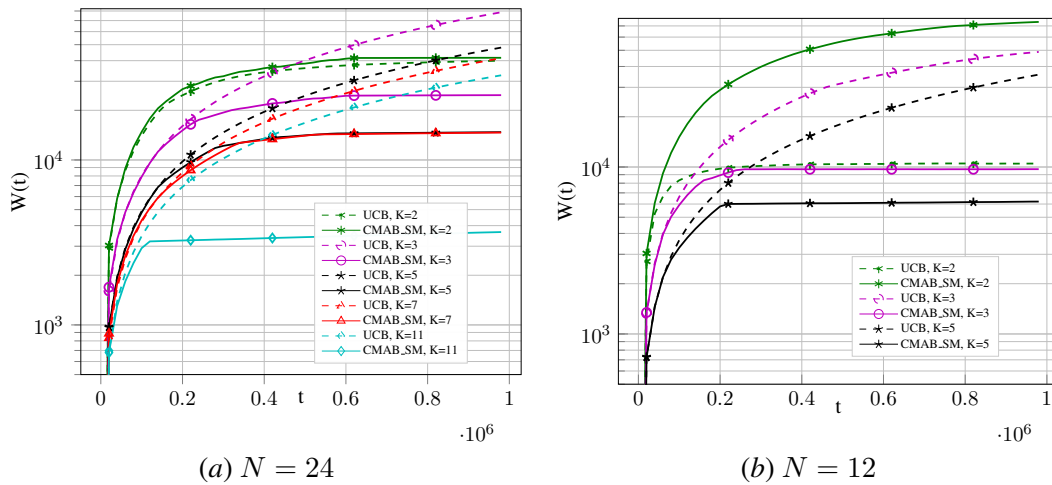 W(t)
10^4
10^3
UCB, K=2
CMAB_SM, K=2
UCB, K=3
CMAB_SM, K=3
UCB, K=5
CMAB_SM, K=5
UCB, K=7
CMAB_SM, K=7
UCB, K=11
CMAB_SM, K=11
0 0.2 0.4 0.6 0.8 1
t
·10^6
(a) N = 24
W(t)
10^4
10^3
UCB, K=2
CMAB_SM, K=2
UCB, K=3
CMAB_SM, K=3
UCB, K=5
CMAB_SM, K=5
0 0.2 0.4 0.6 0.8 1
t
·10^6
(b) N = 12